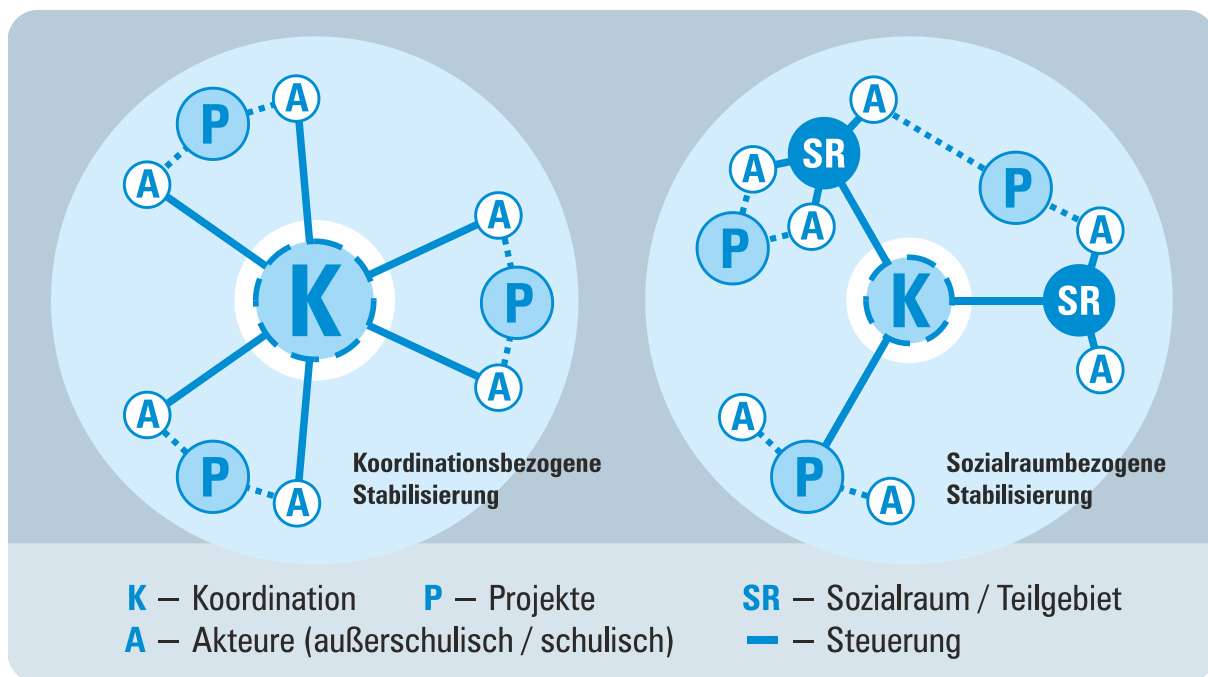 A
P
A
A
K
P
A
A
P
A
Koordinationsbezogene
Stabilisierung
A
SR
A
P
A
P
A
K
SR
A
A
P
A
Sozialraumbezogene
Stabilisierung
K – Koordination
P – Projekte
SR – Sozialraum / Teilgebiet
A – Akteure (außerschulisch / schulisch)
– Steuerung